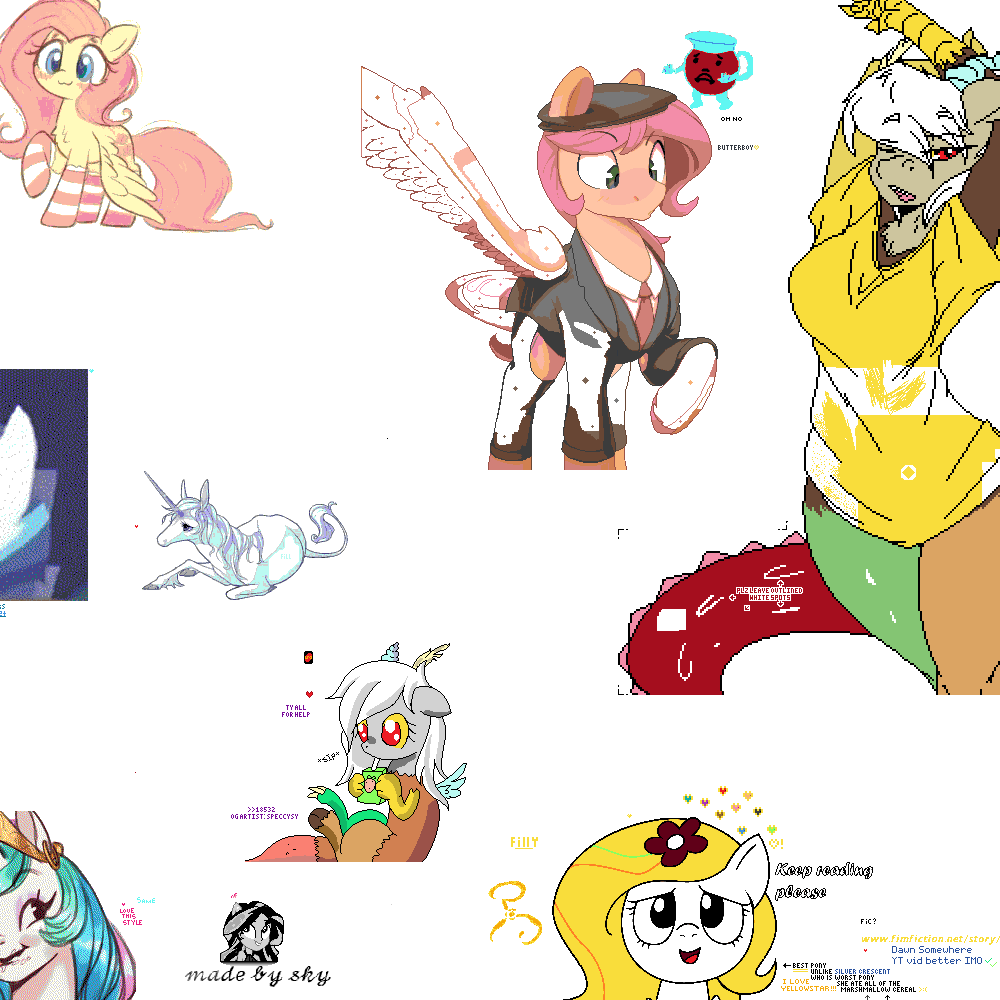 OH NO
BUTTERBOY
PLZ LEAVE OUTLINED
WHITE SPOTS
TY ALL
FOR HELP
*SIP*
>>18532
OG ARTIST: SPECCYSY
FillY
Keep reading
please
LOVE
THIS
STYLE
made by sky
FiC?
www.fimfiction.net/story/
Dawn Somewhere
YT vid better IMO
BEST PONY
UNLIKE SILVER CRESCENT
WHO IS WORST PONY
I LOVE
SHE ATE ALL OF THE
YELLOWSTAR!!!
MARSHMALLOW CEREAL